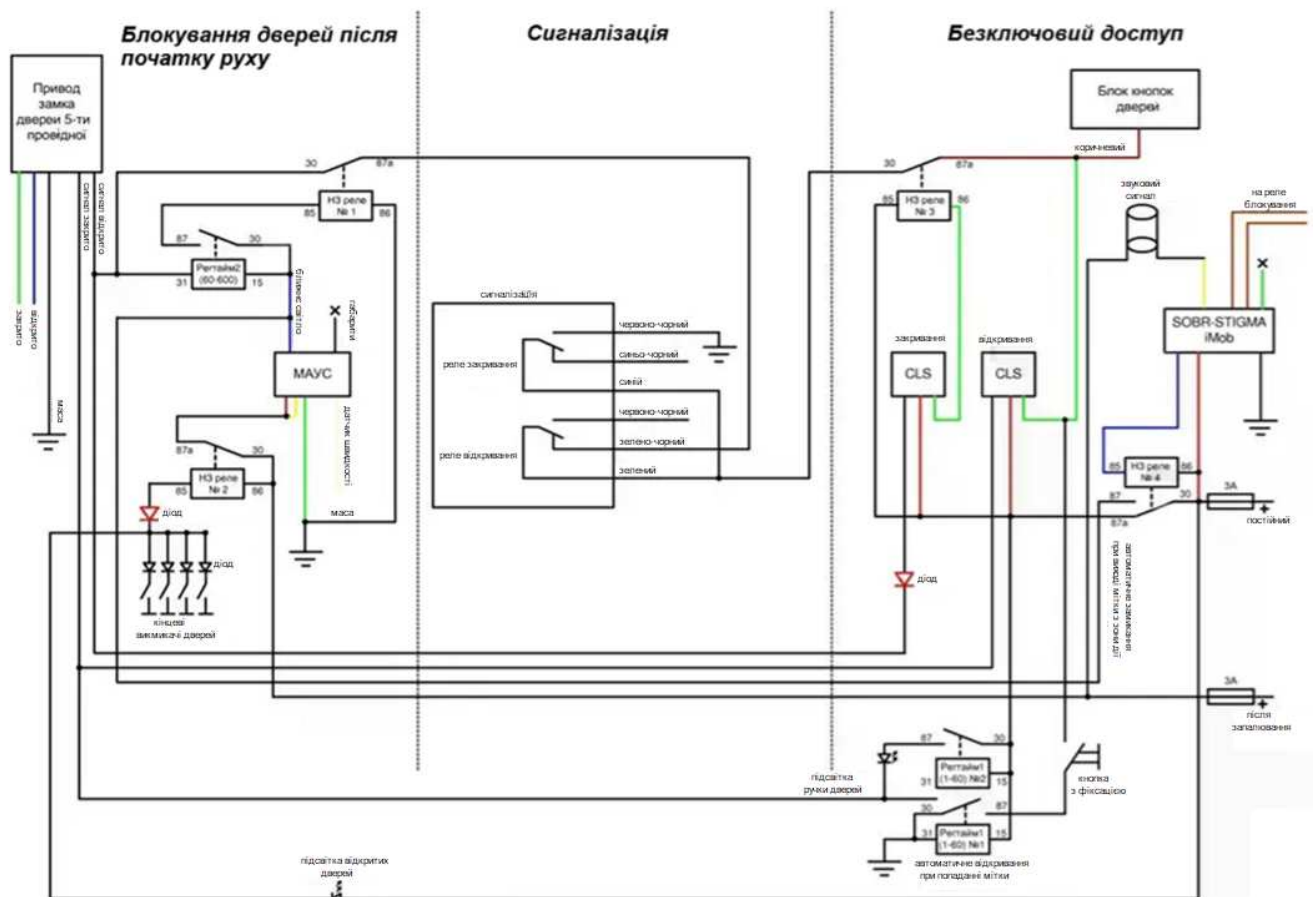 Блокування дверей після
початку руху
Сигналізація
Безключовий доступ
Привод
замка
двереи 5-ти
провідної
сигнал закрито
сигнал відкрито
закрито
відкрито
маса
30
87а
НЗ реле
№ 1
85
86
87
30
Регтайм2
(60-600)
31
15
ближнє світло
габарити
МАУС
датчик швидкості
87а
30
НЗ реле
№ 2
85
86
діод
маса
діод
кінцеві
викмикачі дверей
сигналізація
червоно-чорний
синьо-чорний
реле закривання
синій
червоно-чорний
зелено-чорний
реле відкривання
зелений
Блок кнопок
дверей
коричневий
30
87а
НЗ реле
№ 3
85
86
звуковий
сигнал
на реле
блокування
SOBR-STIGMA
iMob
закривання
відкривання
CLS
CLS
85
НЗ реле
№4
86
87
30
87а
3А
постійний
автоматичне замикання
при виході мітки з зони дії
діод
3А
після
запалювання
87
30
Регтайм1
(1-60) №2
31
15
підсвітка
ручки дверей
30
87
Регтайм1
(1-60) №1
31
15
кнопка
з фіксацією
автоматичне відкривання
при попаданні мітки
підсвітка відкритих
дверей